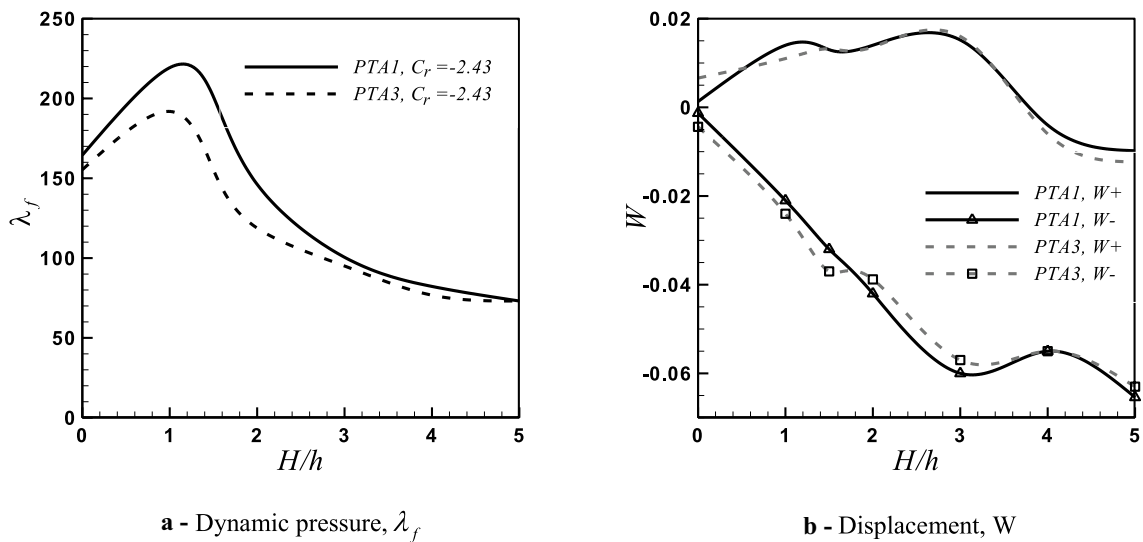 250
200
150
100
50
0
λf
PTA1, Cr =-2.43
PTA3, Cr =-2.43
0 1 2 3 4 5
H/h
a - Dynamic pressure, λf
0.02
0
-0.02
-0.04
-0.06
W
PTA1, W+
PTA1, W-
PTA3, W+
PTA3, W-
0 1 2 3 4 5
H/h
b - Displacement, W